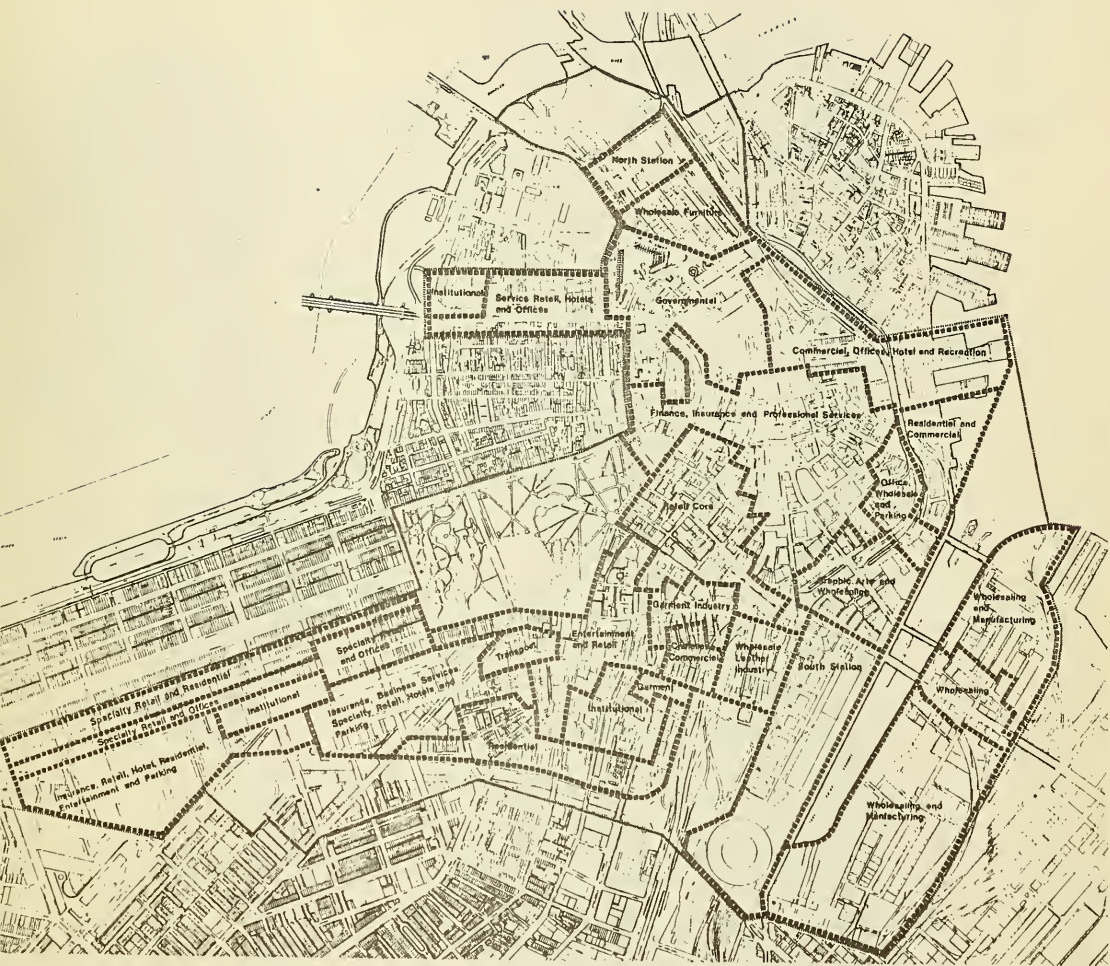 North Station
Wholesale Furniture
Institutional
Service Retail, Hotels
and Offices
Governmental
Commercial, Offices, Hotel and Recreation
Finance, Insurance and Professional Services
Residential and
Commercial
Retail Core
Office,
Wholesale
and
Parking
Graphic Arts and
Wholesaling
Wholesaling
and
Manufacturing
Garment Industry
Specialty Retail
and Offices
Transport.
Entertainment
and Retail
Chinese
Commercial
Wholesale
Leather
Industry
South Station
Specialty Retail and Residential
Specialty Retail and Offices
Institutional
Insurance, Business Service
Specialty Retail, Hotels and
Parking
Garment
Institutional
Wholesaling
Residential
Insurance, Retail, Hotel, Residential,
Entertainment and Parking
Wholesaling and
Manfacturing